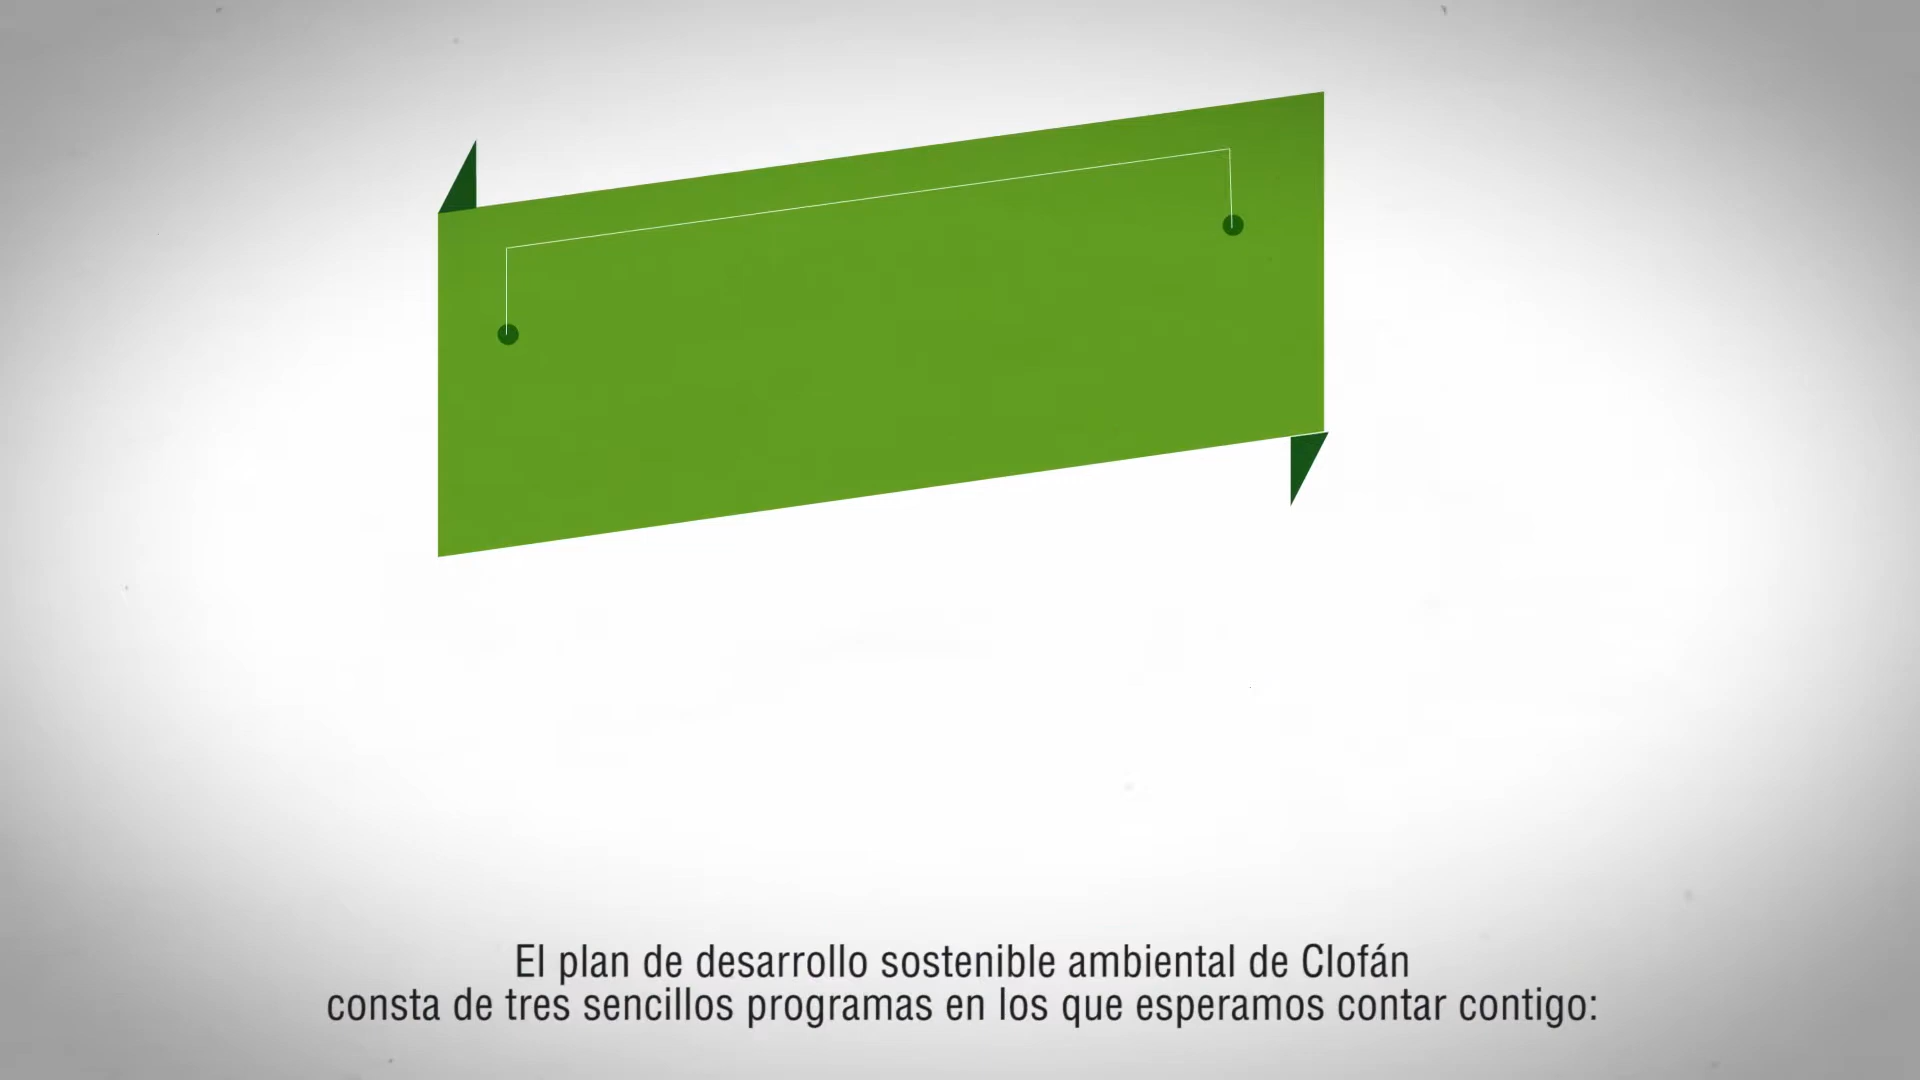 El plan de desarrollo sostenible ambiental de Clofán
consta de tres sencillos programas en los que esperamos contar contigo: